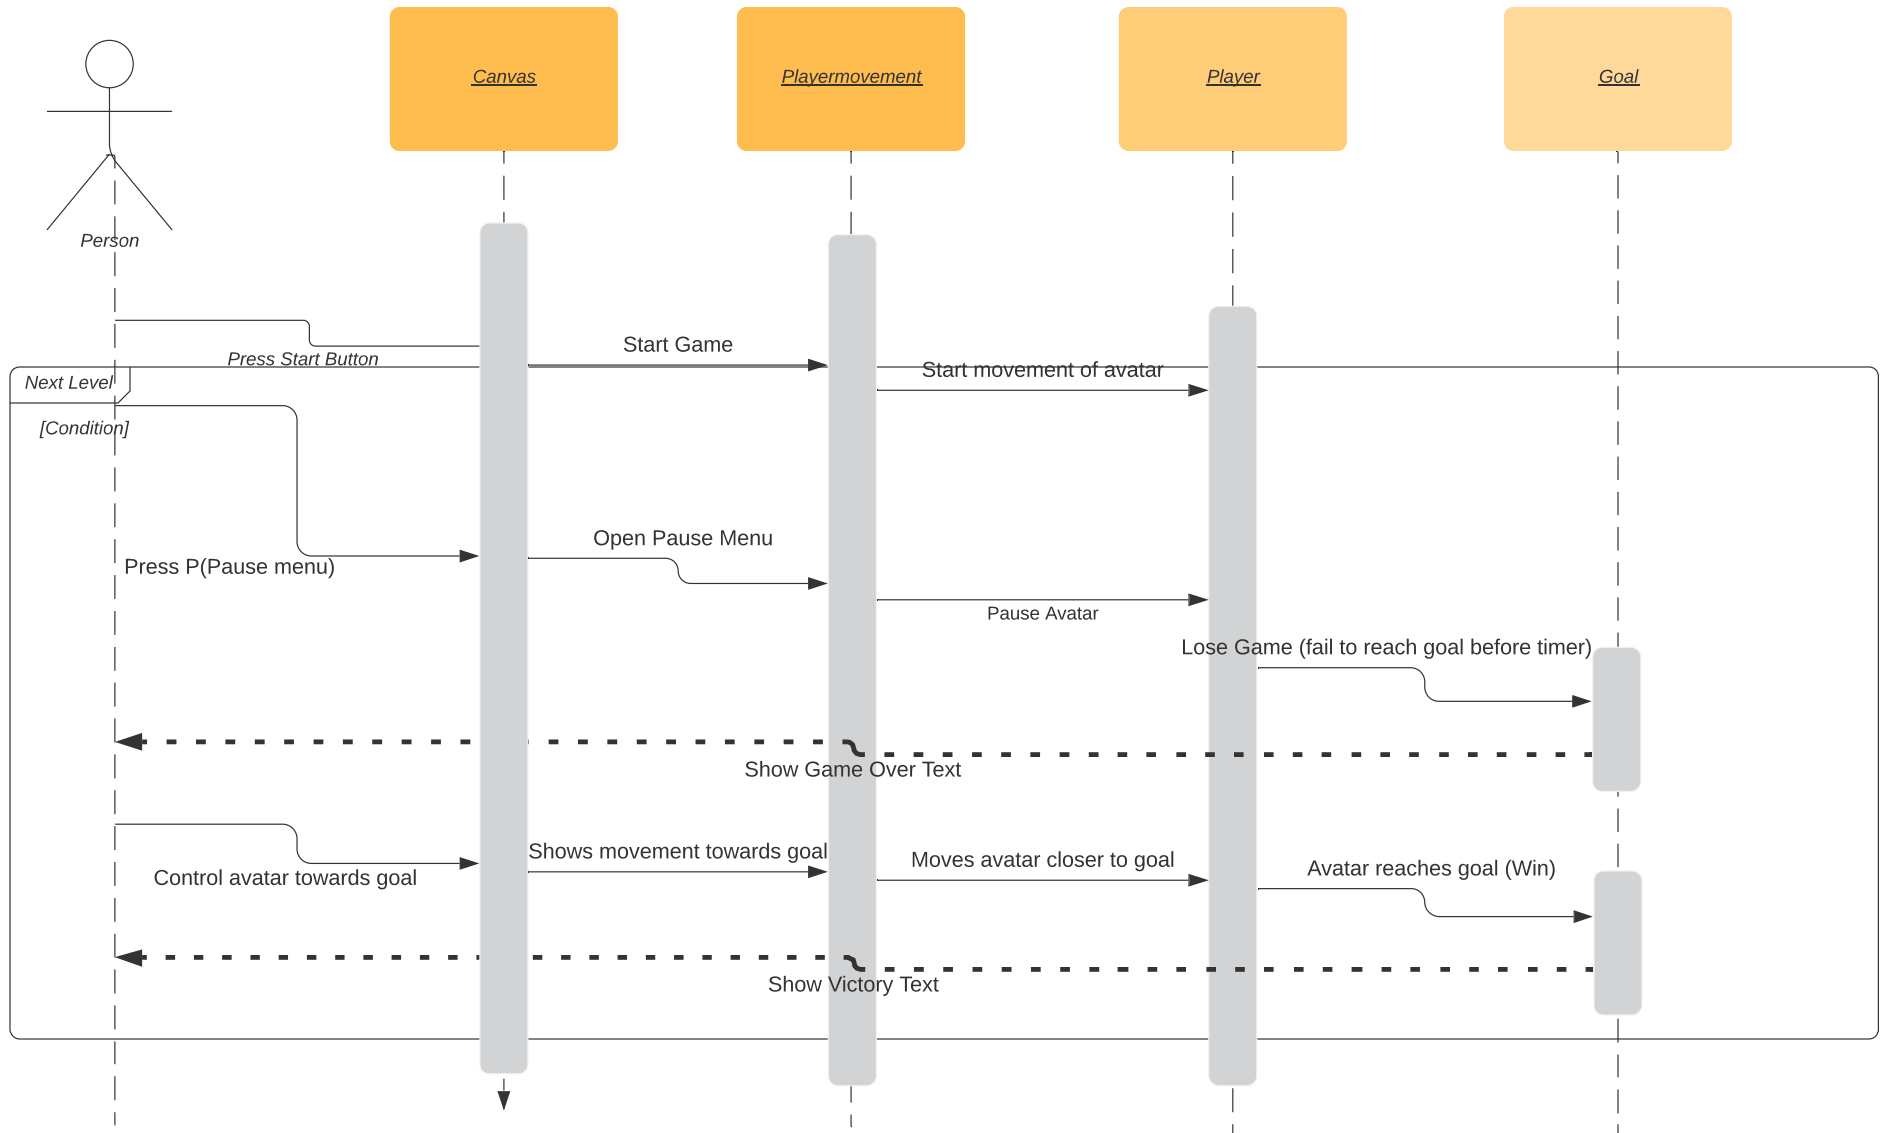 Canvas
Playermovement
Player
Goal
Person
Start Game
Press Start Button
Start movement of avatar
Next Level
[Condition]
Open Pause Menu
Press P(Pause menu)
Pause Avatar
Lose Game (fail to reach goal before timer)
Show Game Over Text
Shows movement towards goal
Moves avatar closer to goal
Avatar reaches goal (Win)
Control avatar towards goal
Show Victory Text